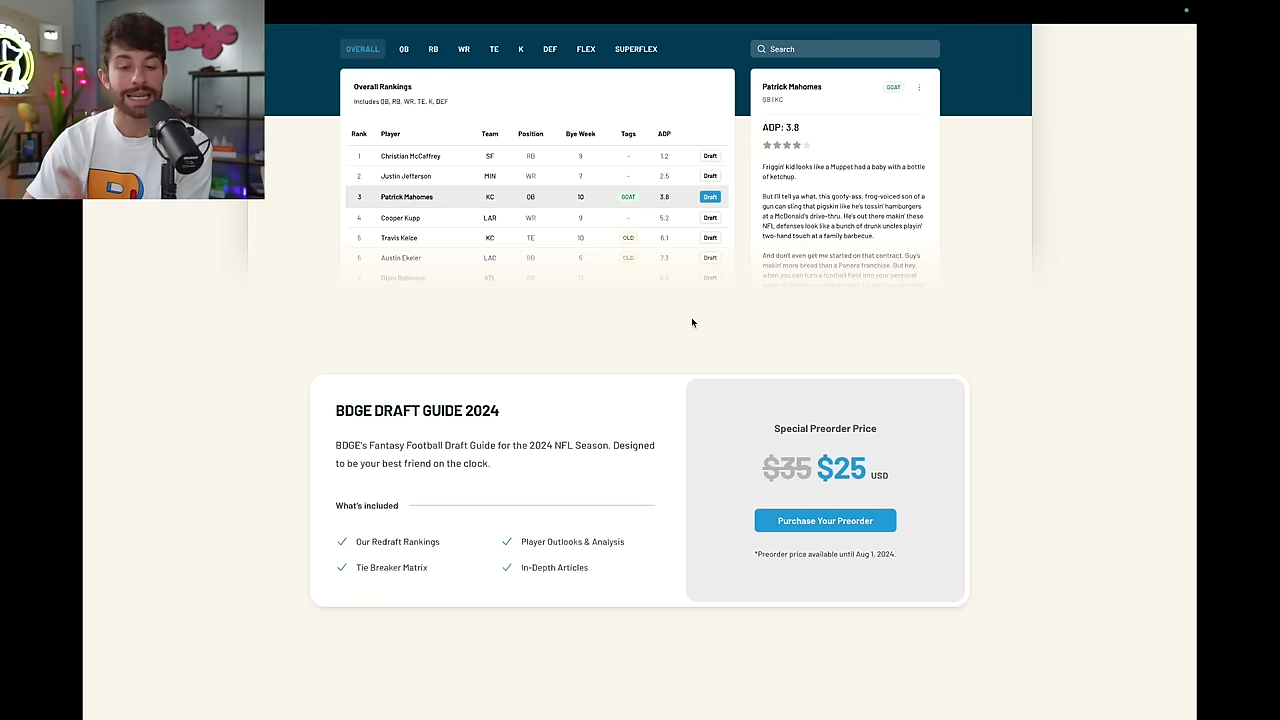 Bdge
OVERALL QB RB WR TE K DEF FLEX SUPERFLEX
Search
Overall Rankings
Includes QB, RB, WR, TE, K, DEF
Rank Player Team Position Bye Week Tags ADP
1 Christian McCaffrey SF RB 9 - 1.2 Draft
2 Justin Jefferson MIN WR 7 - 2.5 Draft
3 Patrick Mahomes KC QB 10 GOAT 3.8 Draft
4 Cooper Kupp LAR WR 9 - 5.2 Draft
5 Travis Kelce KC TE 10 OLD 6.1 Draft
6 Austin Ekeler LAC RB 5 OLD 7.3 Draft
7 Bijan Robinson ATL RB 11 Draft
Patrick Mahomes GOAT
QB | KC
ADP: 3.8
Friggin' kid looks like a Muppet had a baby with a bottle
of ketchup.
But I'll tell ya what, this goofy-ass, frog-voiced son of a
gun can sling that pigskin like he's tossin' hamburgers
at a McDonald's drive-thru. He's out there makin' these
NFL defenses look like a bunch of drunk uncles playin'
two-hand touch at a family barbecue.
And don't even get me started on that contract. Guy's
makin' more bread than a Panera franchise. But hey,
when you can turn a football field into your personal
BDGE DRAFT GUIDE 2024
BDGE's Fantasy Football Draft Guide for the 2024 NFL Season. Designed
to be your best friend on the clock.
What's included
Our Redraft Rankings
Player Outlooks & Analysis
Tie Breaker Matrix
In-Depth Articles
Special Preorder Price
$35 $25 USD
Purchase Your Preorder
*Preorder price available until Aug 1, 2024.